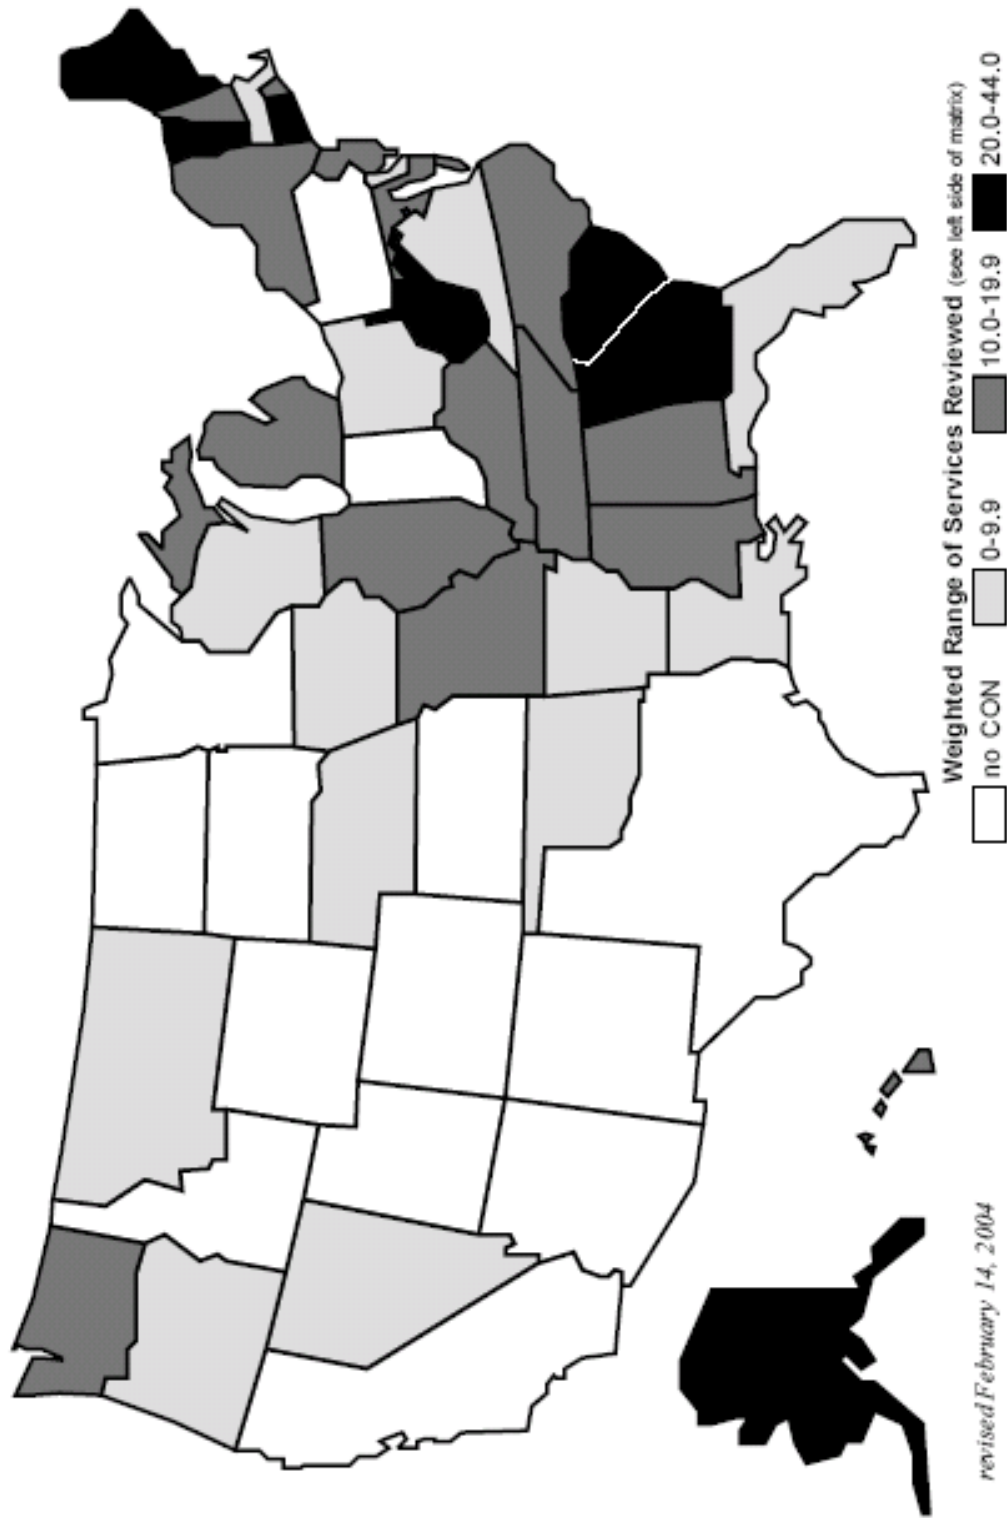 Weighted Range of Services Reviewed (see left side of matrix)
no CON 0-9.9 10.0-19.9 20.0-44.0
revised February 14, 2004